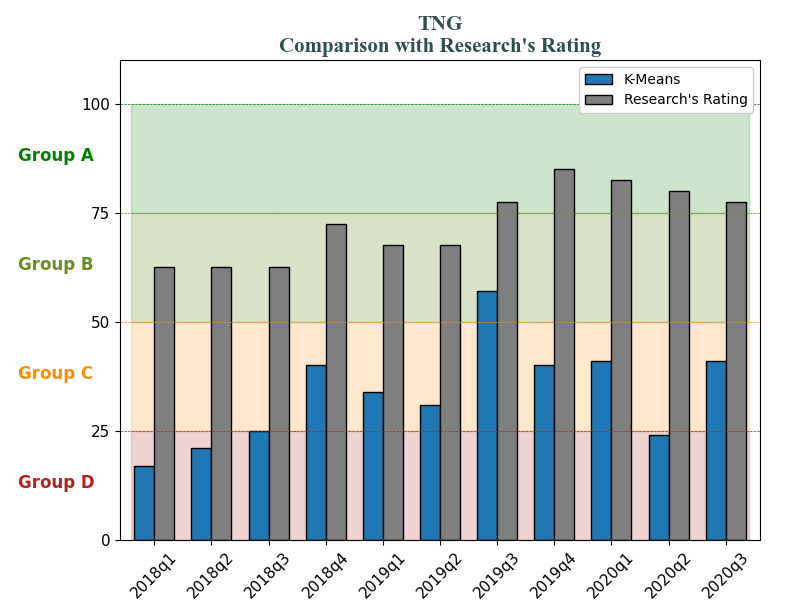 TNG
Comparison with Research's Rating
K-Means
Research's Rating
100
Group A
75
Group B
50
Group C
25
Group D
0
2018q1
2018q2
2018q3
2018q4
2019q1
2019q2
2019q3
2019q4
2020q1
2020q2
2020q3